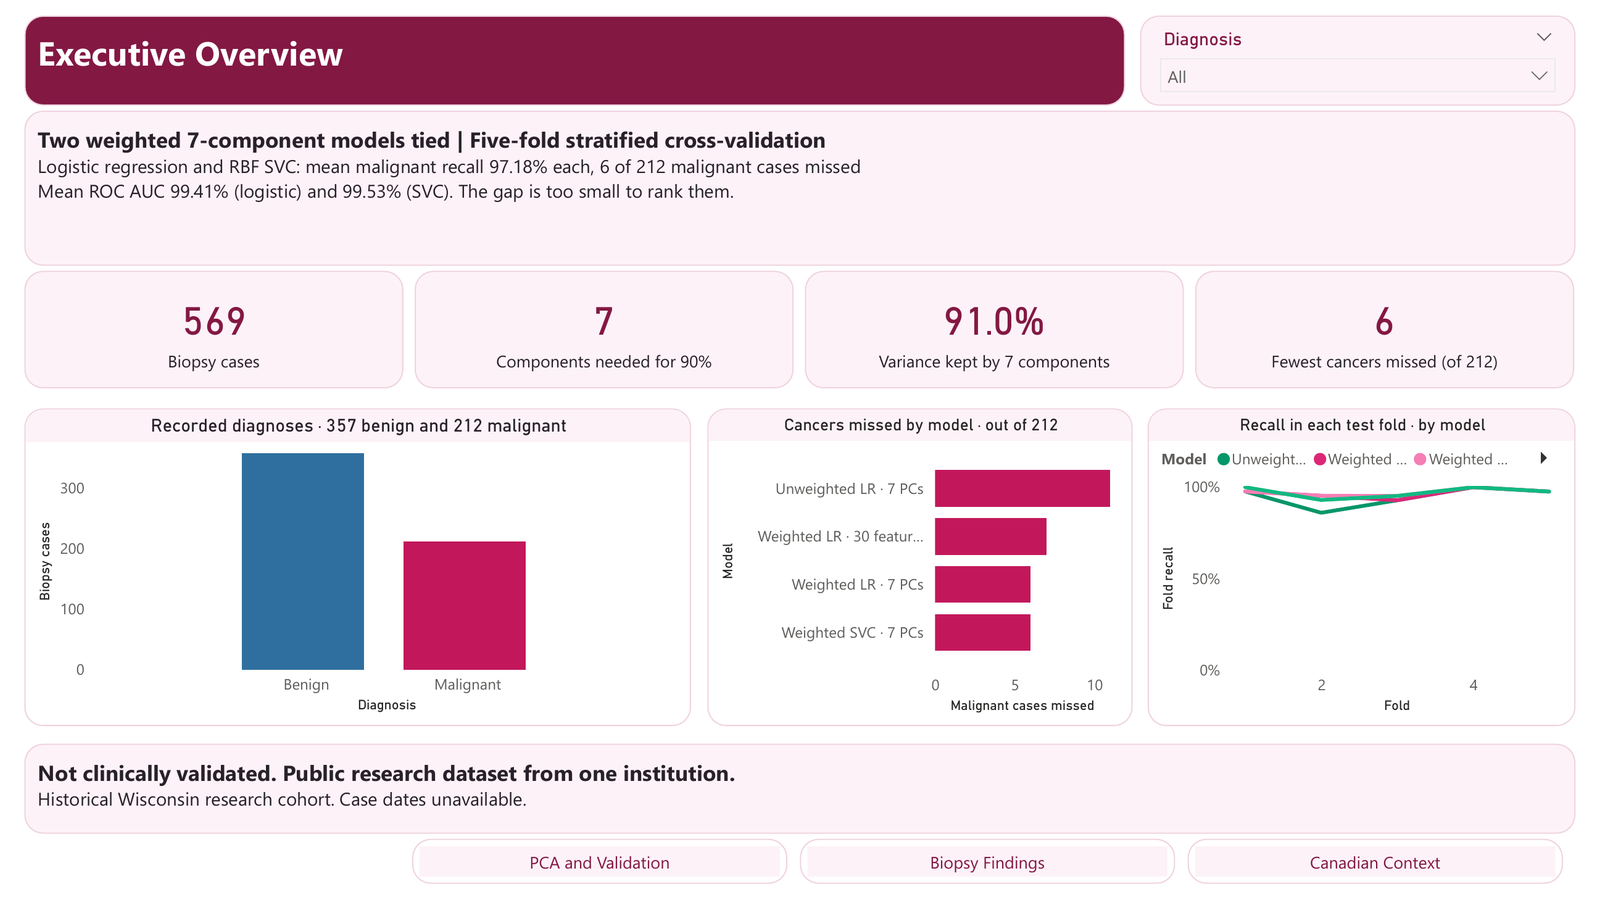 Executive Overview
Diagnosis
All
Two weighted 7-component models tied | Five-fold stratified cross-validation
Logistic regression and RBF SVC: mean malignant recall 97.18% each, 6 of 212 malignant cases missed
Mean ROC AUC 99.41% (logistic) and 99.53% (SVC). The gap is too small to rank them.
569
Biopsy cases
7
Components needed for 90%
91.0%
Variance kept by 7 components
6
Fewest cancers missed (of 212)
Recorded diagnoses · 357 benign and 212 malignant
Biopsy cases
300
200
100
0
Benign
Malignant
Diagnosis
Cancers missed by model · out of 212
Model
Unweighted LR · 7 PCs
Weighted LR · 30 featur...
Weighted LR · 7 PCs
Weighted SVC · 7 PCs
0
5
10
Malignant cases missed
Recall in each test fold · by model
Model
Unweight...
Weighted ...
Weighted ...
Fold recall
100%
50%
0%
2
4
Fold
Not clinically validated. Public research dataset from one institution.
Historical Wisconsin research cohort. Case dates unavailable.
PCA and Validation
Biopsy Findings
Canadian Context